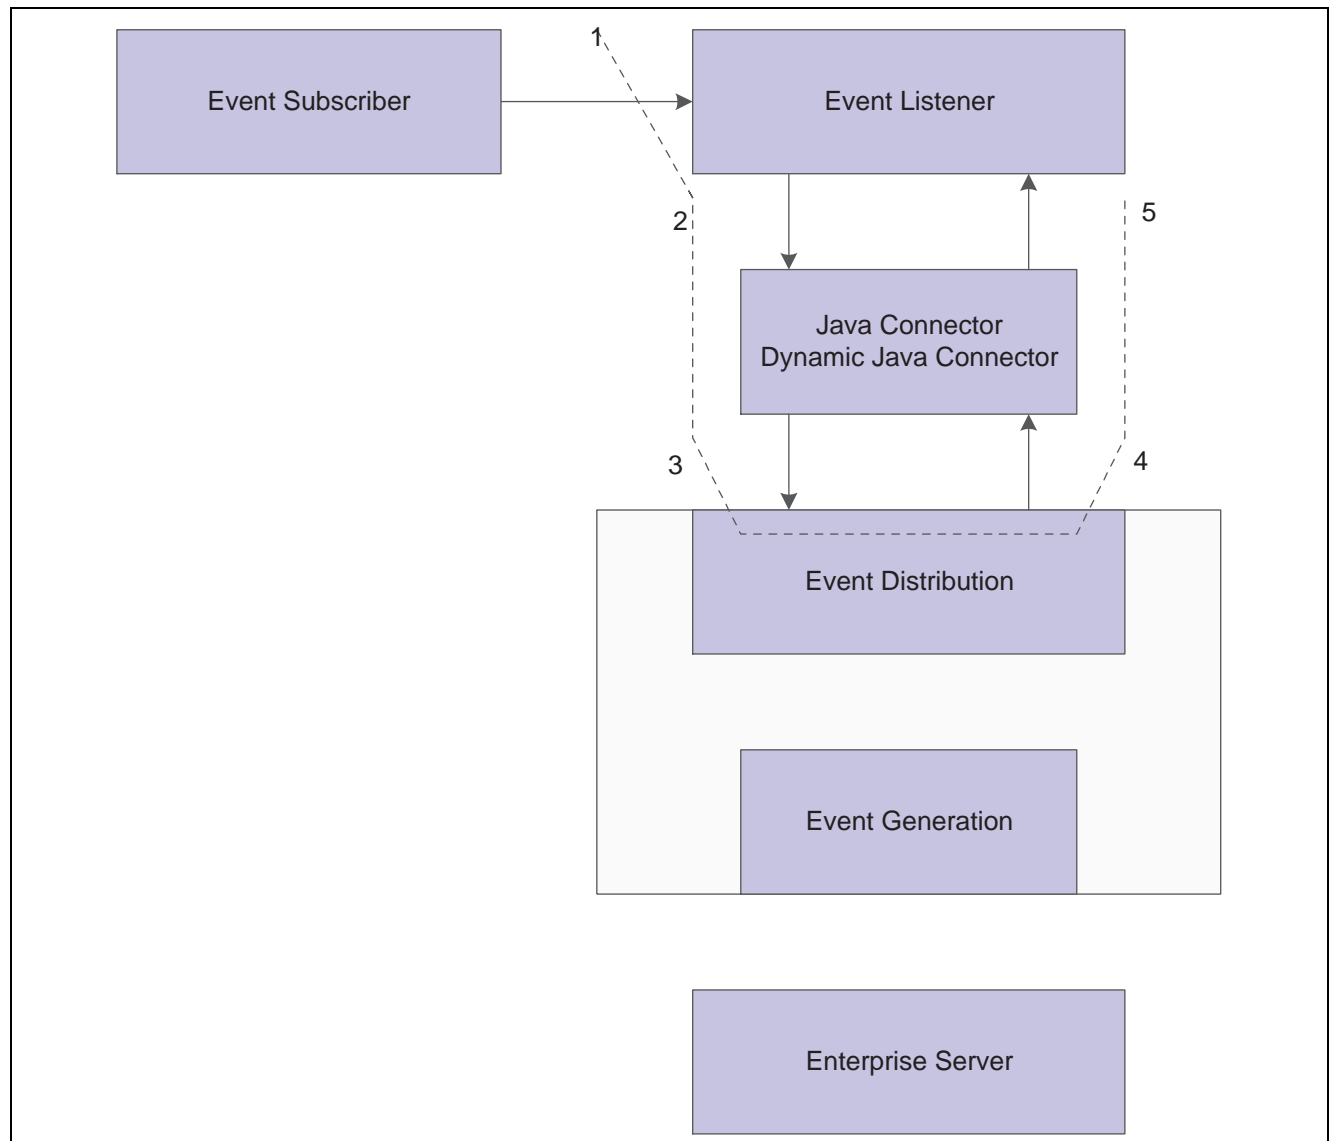 1
Event Subscriber
Event Listener
2
5
Java Connector
Dynamic Java Connector
3
4
Event Distribution
Event Generation
Enterprise Server